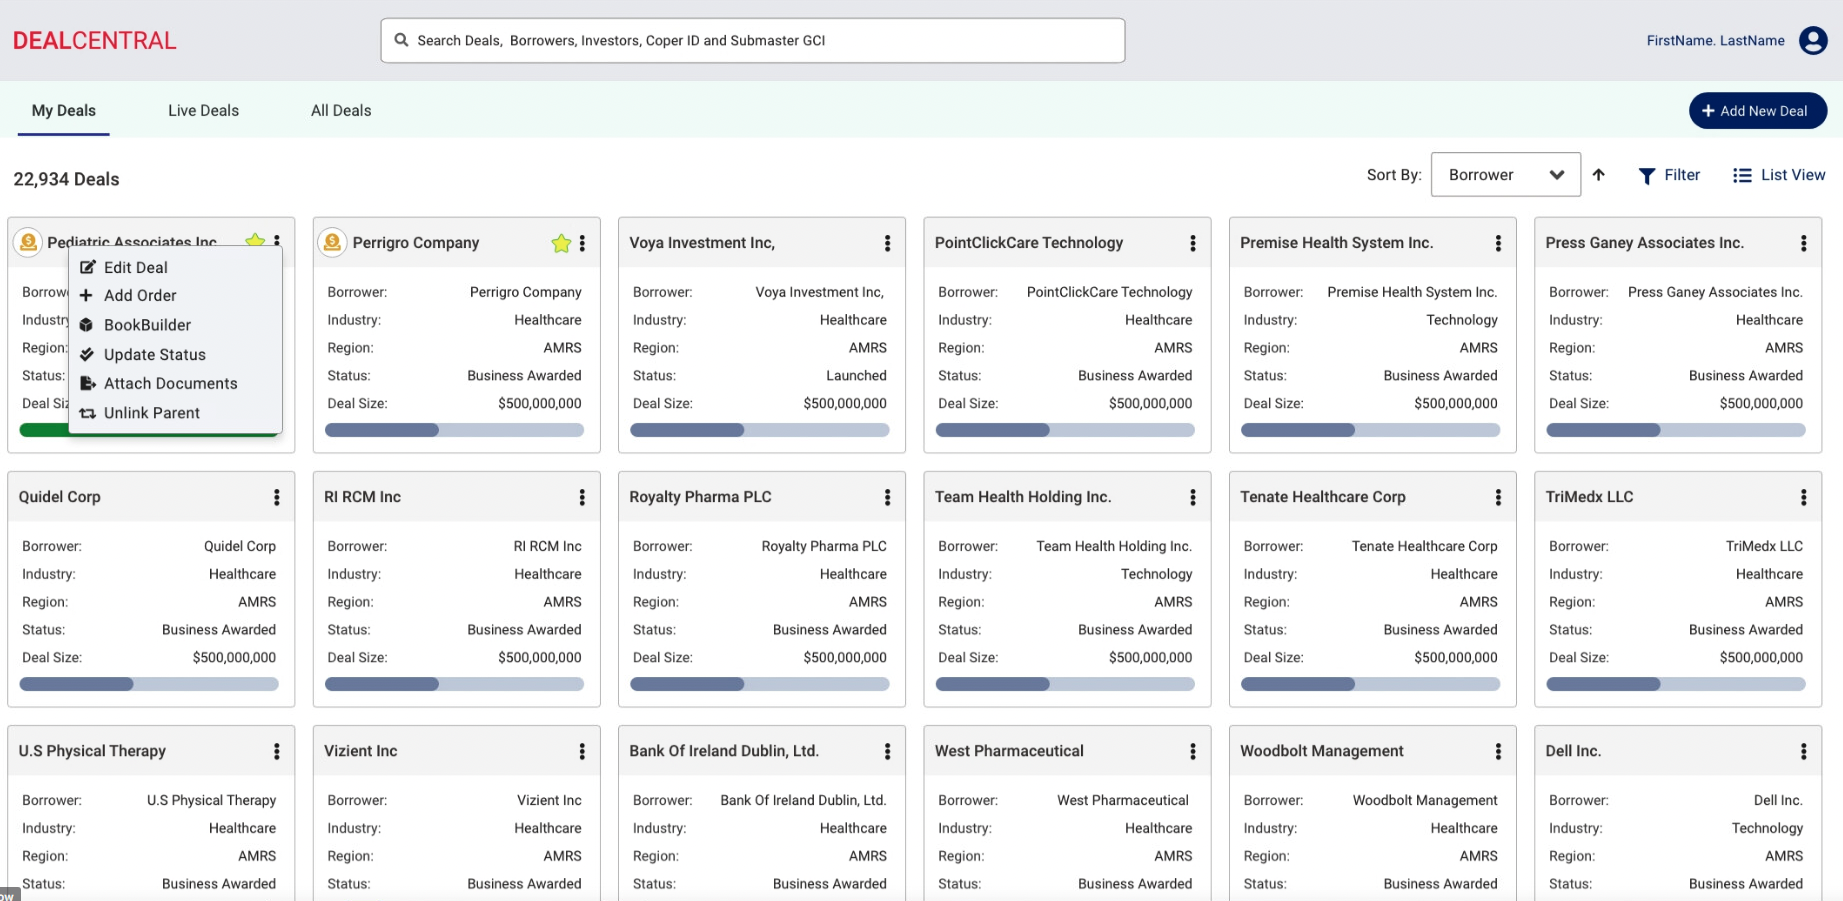 DEALCENTRAL
Search Deals, Borrowers, Investors, Coper ID and Submaster GCI
FirstName. LastName
My Deals
Live Deals
All Deals
Add New Deal
22,934 Deals
Sort By:
Borrower
Filter
List View
Pediatric Associates Inc
Edit Deal
Add Order
BookBuilder
Update Status
Attach Documents
Unlink Parent
Industry
Region:
Status:
Perrigro Company
Borrower: Perrigro Company
Industry: Healthcare
Region: AMRS
Status: Business Awarded
Deal Size: $500,000,000
Voya Investment Inc,
Borrower: Voya Investment Inc,
Industry: Healthcare
Region: AMRS
Status: Launched
Deal Size: $500,000,000
PointClickCare Technology
Borrower: PointClickCare Technology
Industry: Healthcare
Region: AMRS
Status: Business Awarded
Deal Size: $500,000,000
Premise Health System Inc.
Borrower: Premise Health System Inc.
Industry: Technology
Region: AMRS
Status: Business Awarded
Deal Size: $500,000,000
Press Ganey Associates Inc.
Borrower: Press Ganey Associates Inc.
Industry: Healthcare
Region: AMRS
Status: Business Awarded
Deal Size: $500,000,000
Quidel Corp
Borrower: Quidel Corp
Industry: Healthcare
Region: AMRS
Status: Business Awarded
Deal Size: $500,000,000
RI RCM Inc
Borrower: RI RCM Inc
Industry: Healthcare
Region: AMRS
Status: Business Awarded
Deal Size: $500,000,000
Royalty Pharma PLC
Borrower: Royalty Pharma PLC
Industry: Healthcare
Region: AMRS
Status: Business Awarded
Deal Size: $500,000,000
Team Health Holding Inc.
Borrower: Team Health Holding Inc.
Industry: Technology
Region: AMRS
Status: Business Awarded
Deal Size: $500,000,000
Tenate Healthcare Corp
Borrower: Tenate Healthcare Corp
Industry: Healthcare
Region: AMRS
Status: Business Awarded
Deal Size: $500,000,000
TriMedx LLC
Borrower: TriMedx LLC
Industry: Healthcare
Region: AMRS
Status: Business Awarded
Deal Size: $500,000,000
U.S Physical Therapy
Borrower: U.S Physical Therapy
Industry: Healthcare
Region: AMRS
Status: Business Awarded
Vizient Inc
Borrower: Vizient Inc
Industry: Healthcare
Region: AMRS
Status: Business Awarded
Bank Of Ireland Dublin, Ltd.
Borrower: Bank Of Ireland Dublin, Ltd.
Industry: Healthcare
Region: AMRS
Status: Business Awarded
West Pharmaceutical
Borrower: West Pharmaceutical
Industry: Healthcare
Region: AMRS
Status: Business Awarded
Woodbolt Management
Borrower: Woodbolt Management
Industry: Healthcare
Region: AMRS
Status: Business Awarded
Dell Inc.
Borrower: Dell Inc.
Industry: Technology
Region: AMRS
Status: Business Awarded